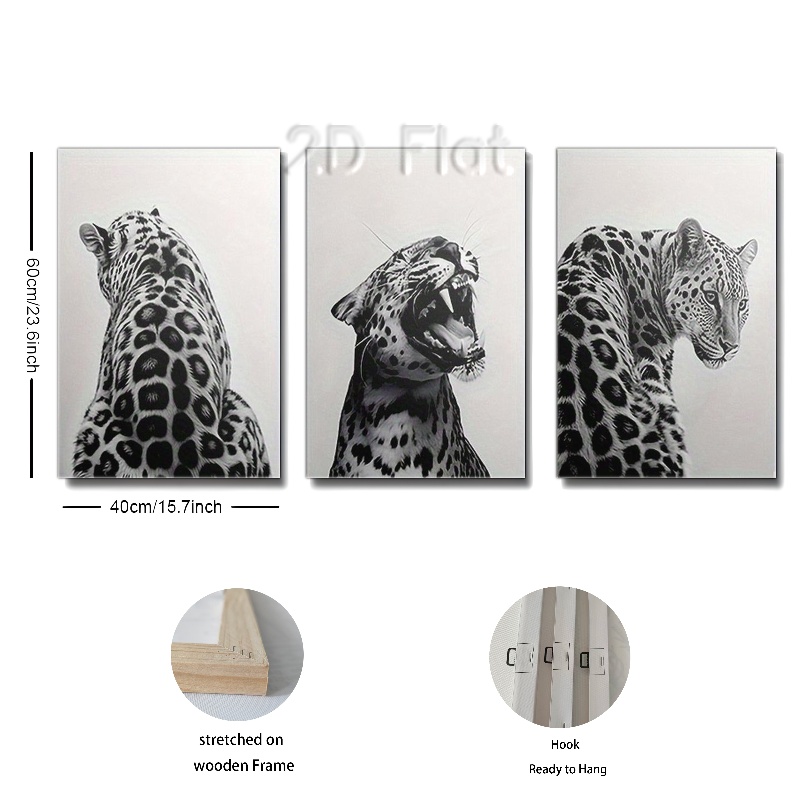 2D Flat
60cm/23.6inch
40cm/15.7inch
stretched on
wooden Frame
Hook
Ready to Hang